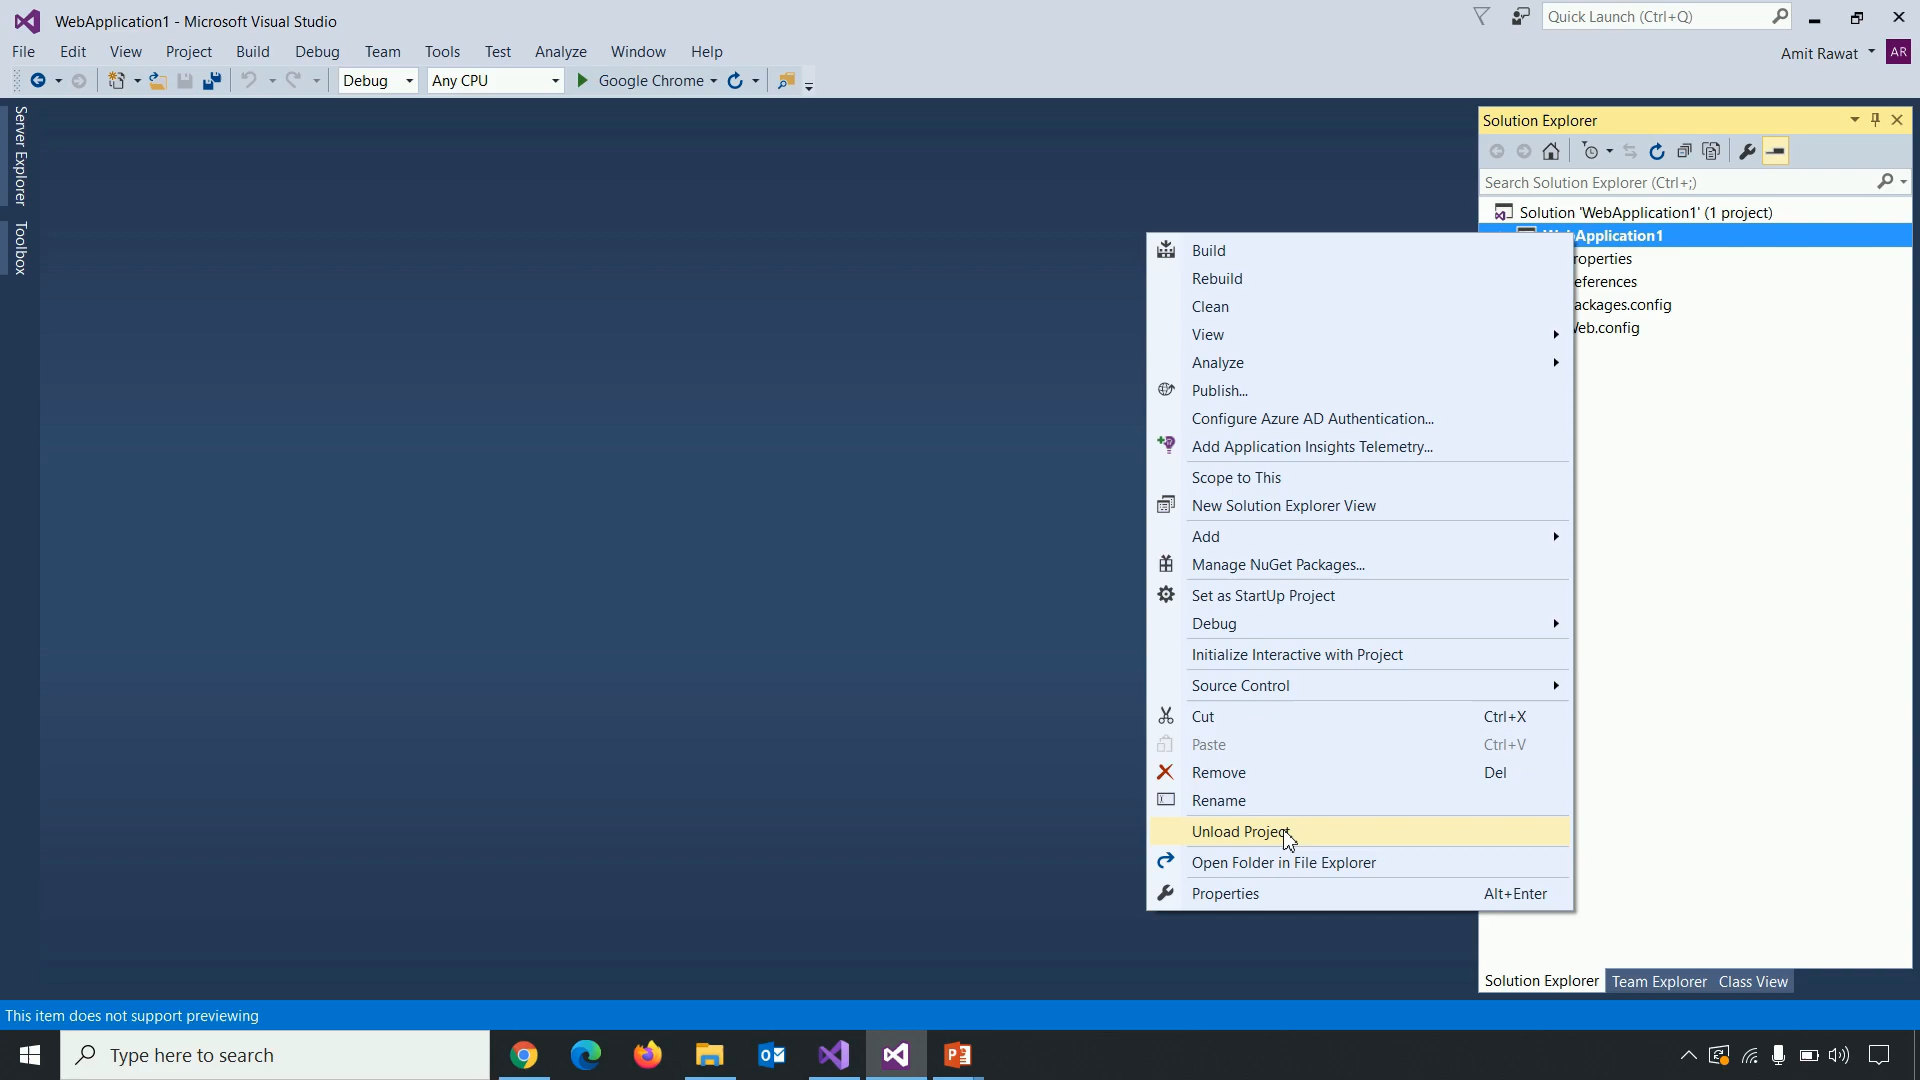 WebApplication1 - Microsoft Visual Studio
Quick Launch (Ctrl+Q)
File Edit View Project Build Debug Team Tools Test Analyze Window Help
Amit Rawat AR
Debug Any CPU Google Chrome
Server Explorer
Toolbox
Solution Explorer
Search Solution Explorer (Ctrl+;)
Solution 'WebApplication1' (1 project)
Application1
roperties
eferences
ackages.config
eb.config
Build
Rebuild
Clean
View
Analyze
Publish...
Configure Azure AD Authentication...
Add Application Insights Telemetry...
Scope to This
New Solution Explorer View
Add
Manage NuGet Packages...
Set as StartUp Project
Debug
Initialize Interactive with Project
Source Control
Cut Ctrl+X
Paste Ctrl+V
Remove Del
Rename
Unload Project
Open Folder in File Explorer
Properties Alt+Enter
Solution Explorer Team Explorer Class View
This item does not support previewing
Type here to search